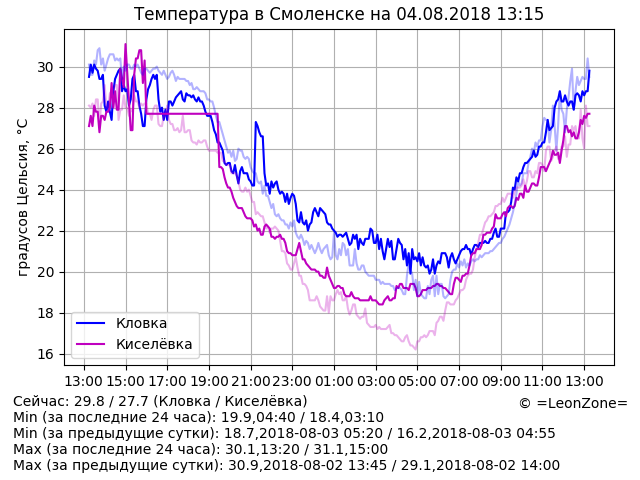 Температура в Смоленске на 04.08.2018 13:15
градусов Цельсия, °C
30
28
26
24
22
20
18
16
Кловка
Киселёвка
13:00 15:00 17:00 19:00 21:00 23:00 01:00 03:00 05:00 07:00 09:00 11:00 13:00
Сейчас: 29.8 / 27.7 (Кловка / Киселёвка)
© =LeonZone=
Min (за последние 24 часа): 19.9,04:40 / 18.4,03:10
Min (за предыдущие сутки): 18.7,2018-08-03 05:20 / 16.2,2018-08-03 04:55
Max (за последние 24 часа): 30.1,13:20 / 31.1,15:00
Max (за предыдущие сутки): 30.9,2018-08-02 13:45 / 29.1,2018-08-02 14:00